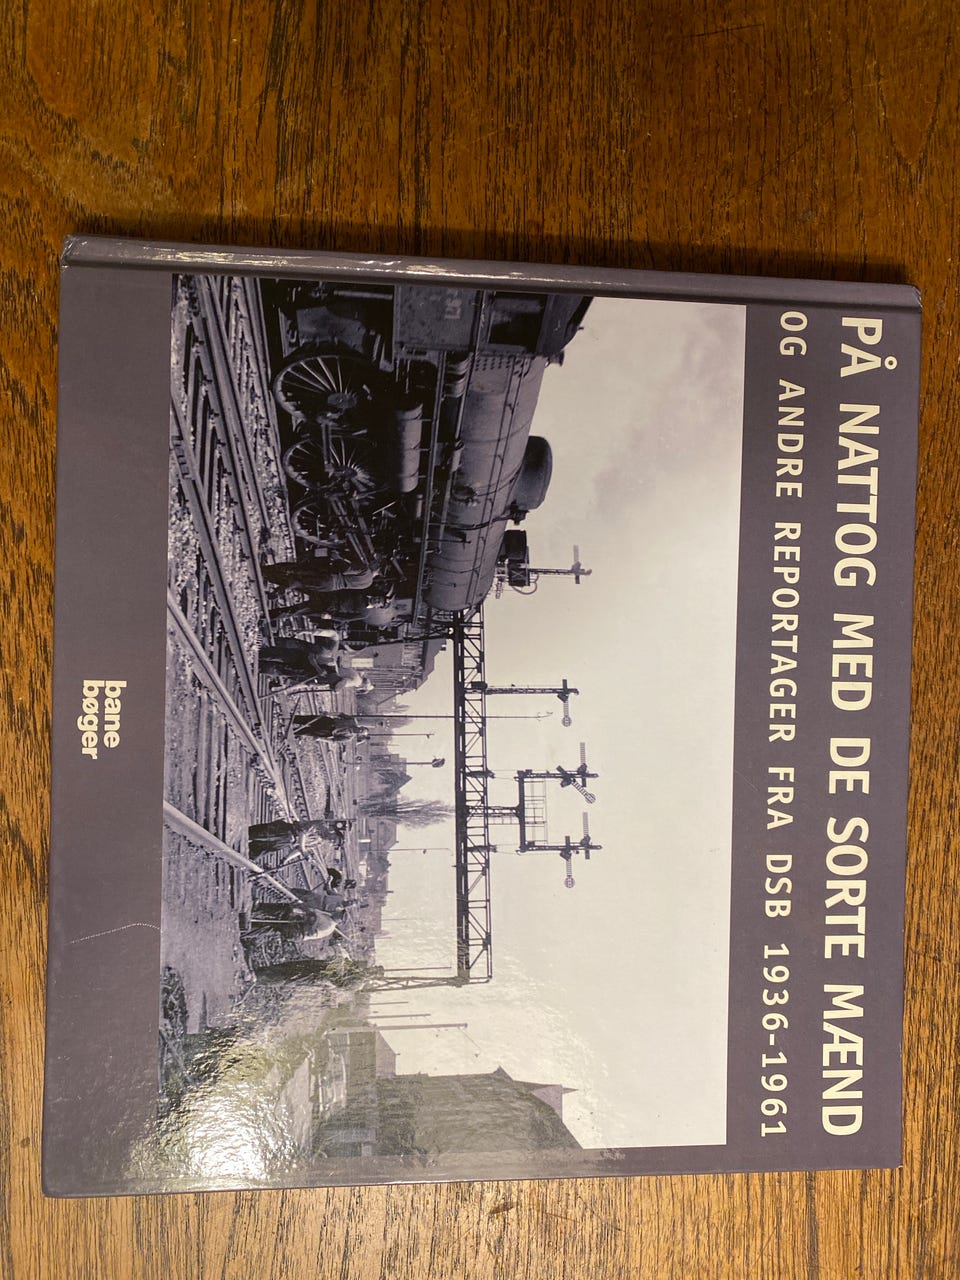 PÅ NATTOG MED DE SORTE MÆND
OG ANDRE REPORTAGER FRA DSB 1936-1961
bane
bøger